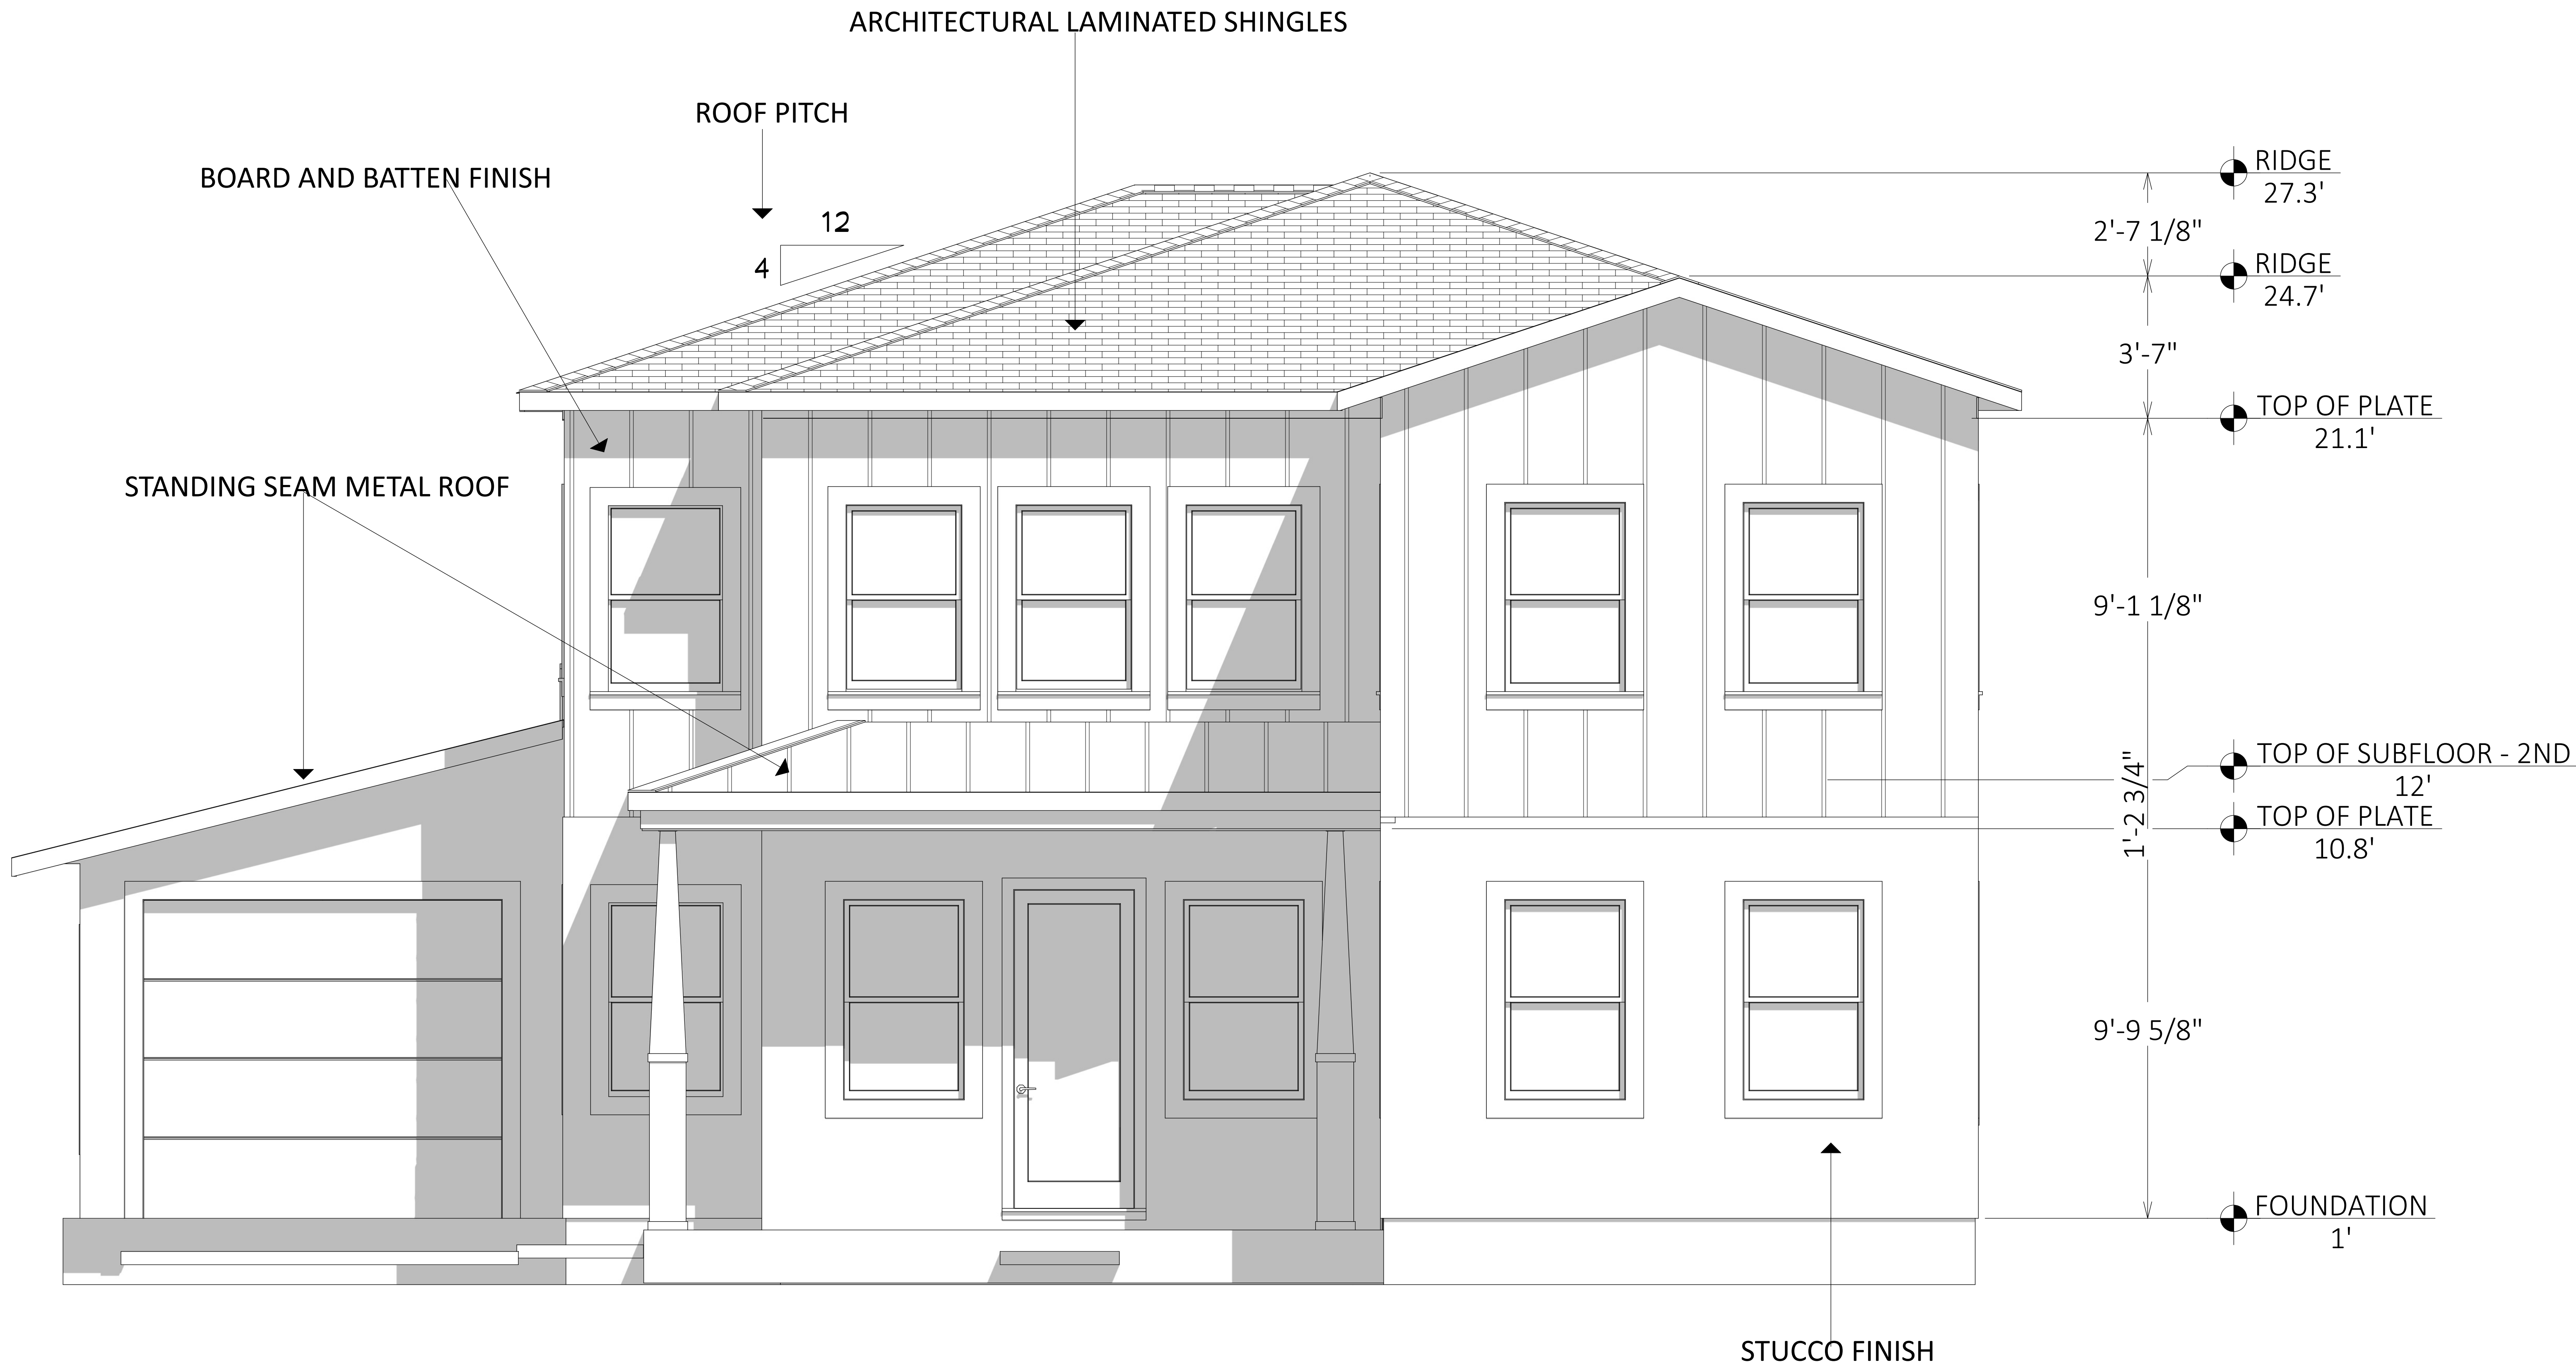 ARCHITECTURAL LAMINATED SHINGLES
ROOF PITCH
BOARD AND BATTEN FINISH
12
4
STANDING SEAM METAL ROOF
RIDGE
27.3'
2'-7 1/8"
RIDGE
24.7'
3'-7"
TOP OF PLATE
21.1'
9'-1 1/8"
TOP OF SUBFLOOR - 2ND
12'
1'-2 3/4"
TOP OF PLATE
10.8'
9'-9 5/8"
FOUNDATION
1'
STUCCO FINISH